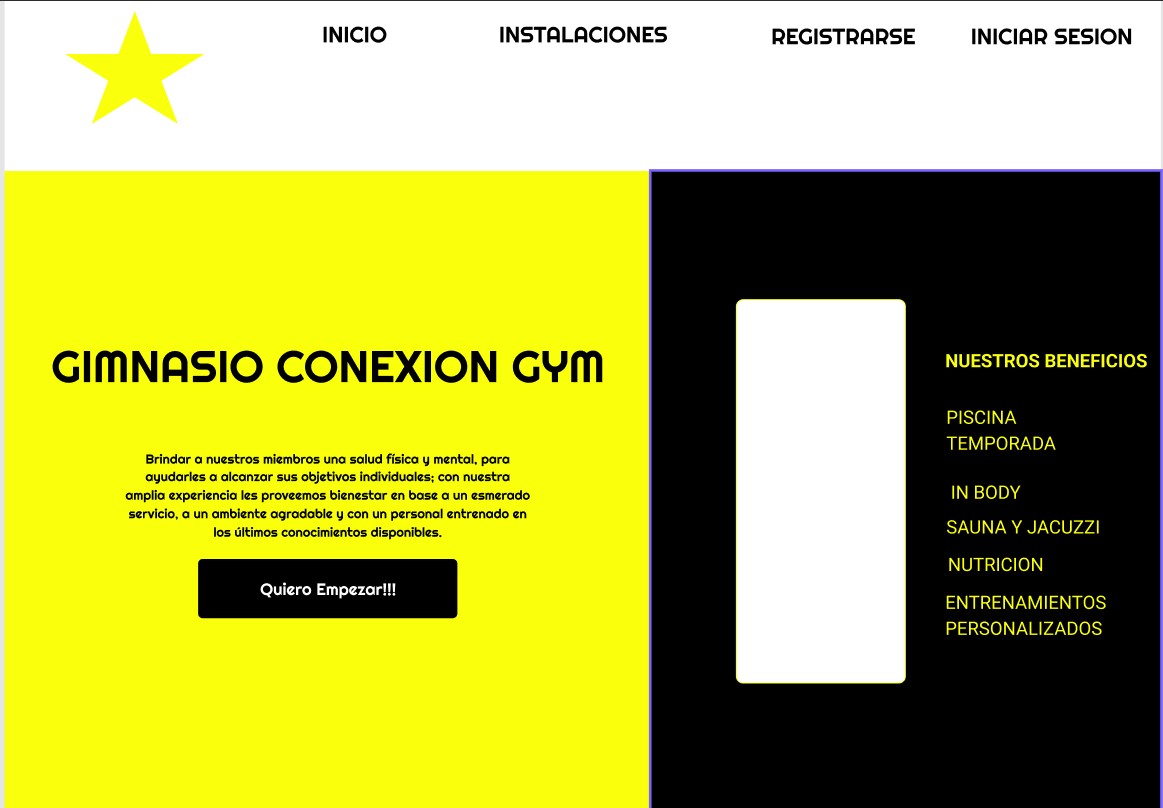 INICIO
INSTALACIONES
REGISTRARSE
INICIAR SESION
GIMNASIO CONEXION GYM
Brindar a nuestros miembros una salud física y mental, para
ayudarles a alcanzar sus objetivos individuales; con nuestra
amplia experiencia les proveemos bienestar en base a un esmerado
servicio, a un ambiente agradable y con un personal entrenado en
los últimos conocimientos disponibles.
Quiero Empezar!!!
NUESTROS BENEFICIOS
PISCINA
TEMPORADA
IN BODY
SAUNA Y JACUZZI
NUTRICION
ENTRENAMIENTOS
PERSONALIZADOS